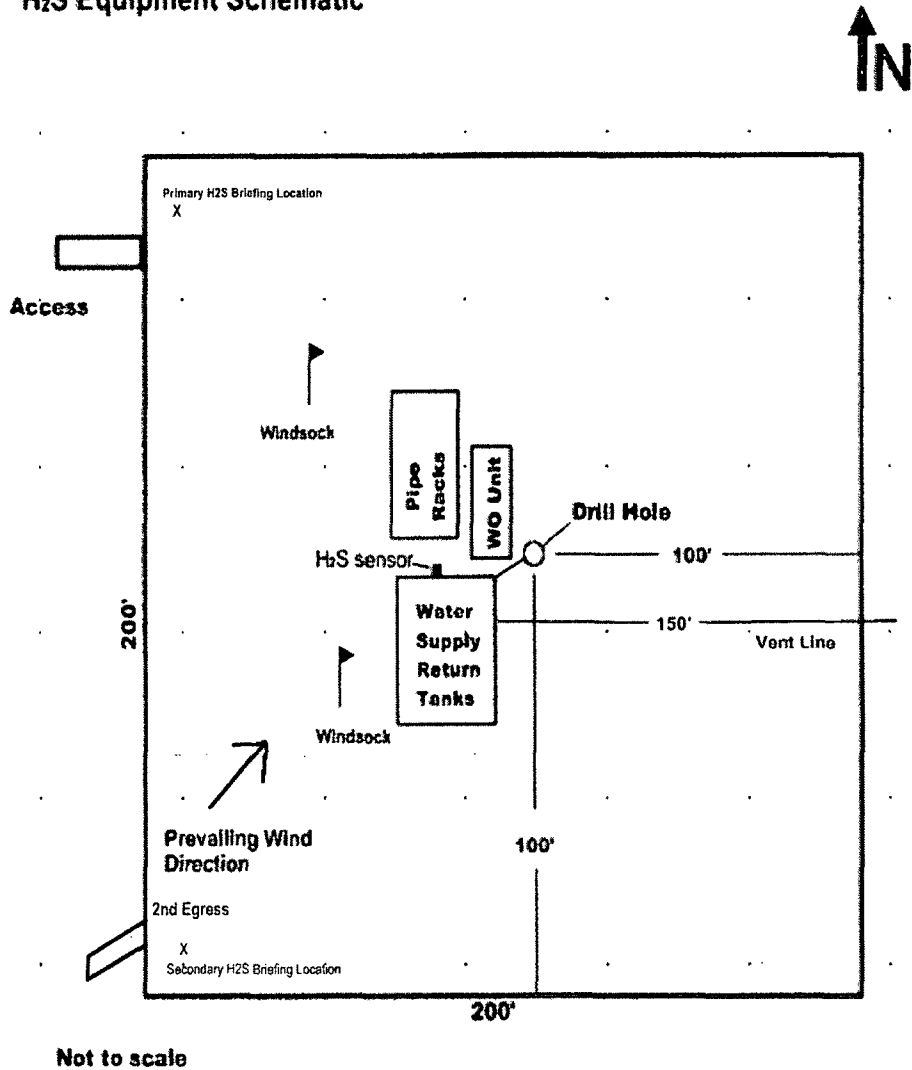 H₂S Equipment Schematic
N
Primary H2S Briefing Location
X
Access
Windsock
Pipe
Racks
WO Unit
Drill Hole
H₂S sensor
100'
Water
Supply
Return
Tanks
150'
Vent Line
200'
Windsock
Prevailing Wind
Direction
100'
2nd Egress
X
Secondary H2S Briefing Location
200'
Not to scale